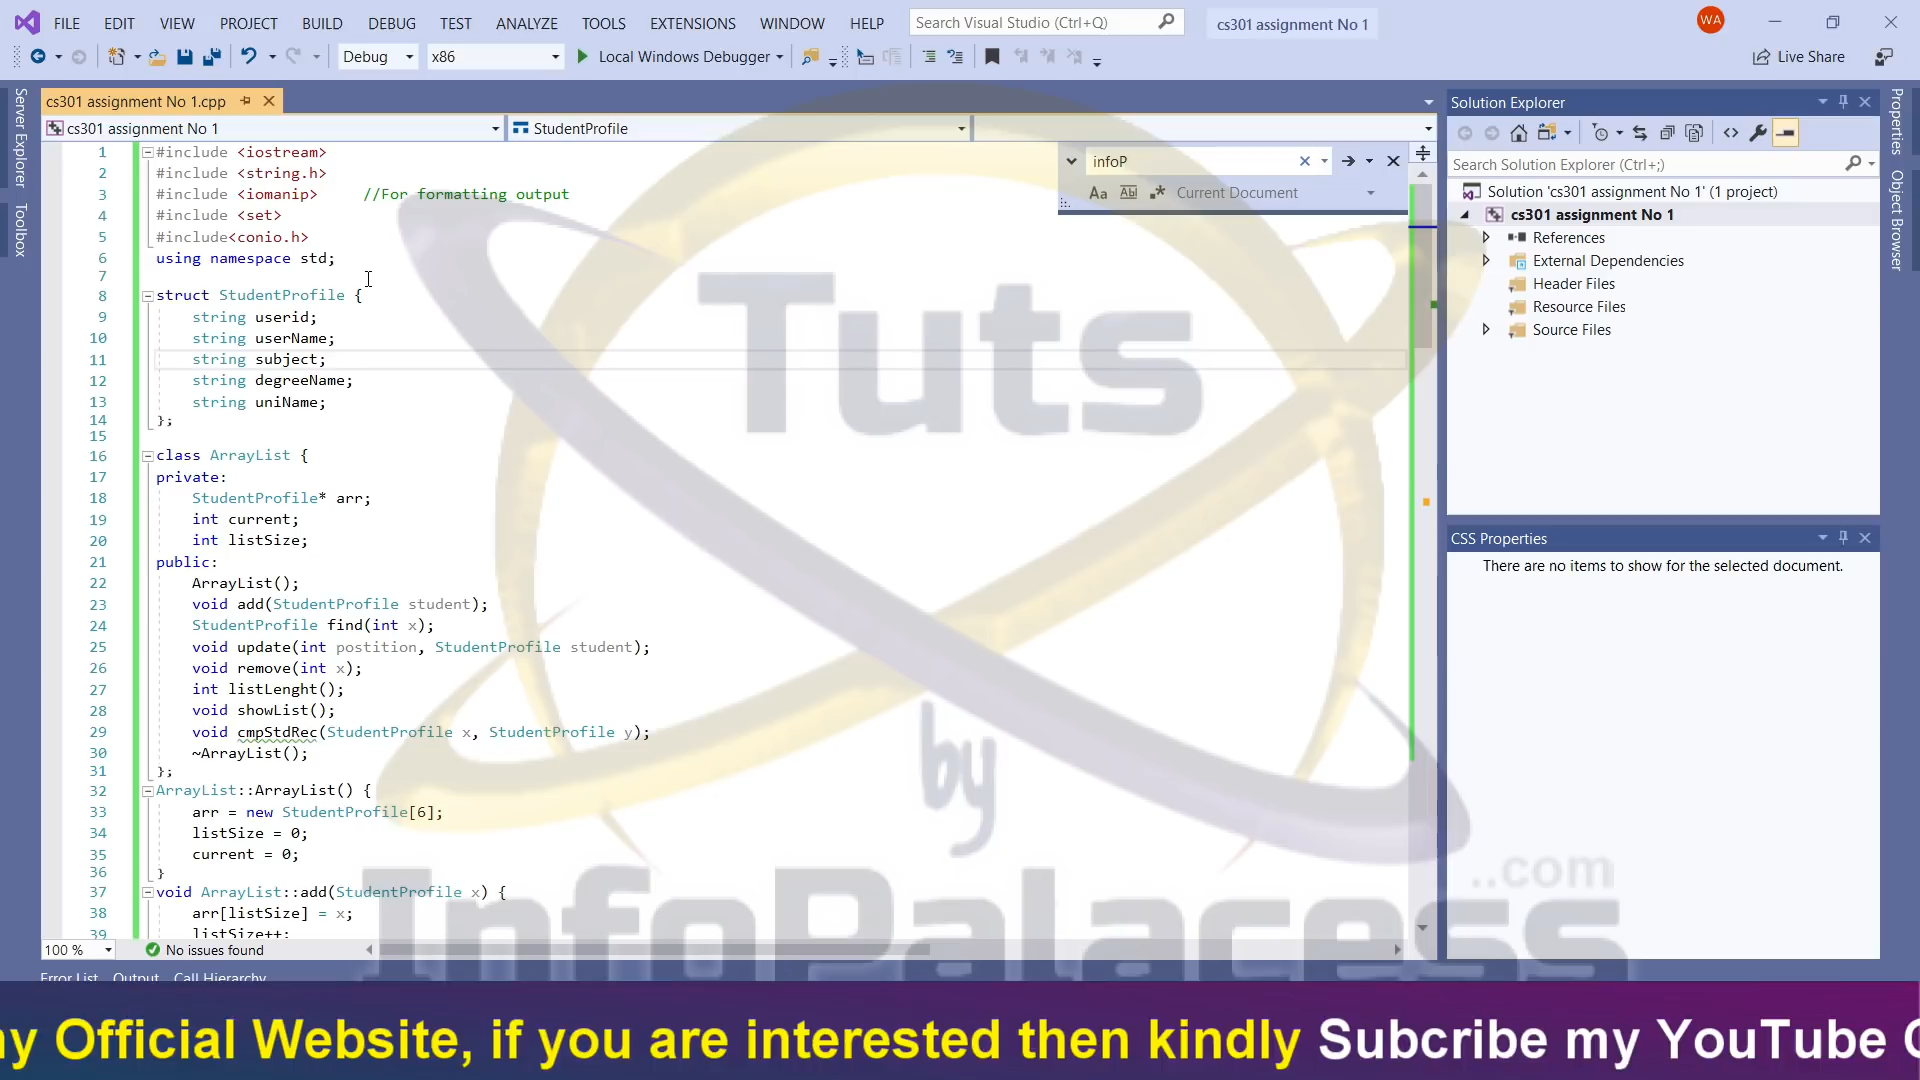 FILE EDIT VIEW PROJECT BUILD DEBUG TEST ANALYZE TOOLS EXTENSIONS WINDOW HELP Search Visual Studio (Ctrl+Q) cs301 assignment No 1 WA
Debug x86 Local Windows Debugger Live Share
Server Explorer
Toolbox
cs301 assignment No 1.cpp
cs301 assignment No 1 StudentProfile
infoP
Aa Abl Current Document
1 #include <iostream>
2 #include <string.h>
3 #include <iomanip> //For formatting output
4 #include <set>
5 #include<conio.h>
6 using namespace std;
7
8 struct StudentProfile {
9 string userid;
10 string userName;
11 string subject;
12 string degreeName;
13 string uniName;
14 };
15
16 class ArrayList {
17 private:
18 StudentProfile* arr;
19 int current;
20 int listSize;
21 public:
22 ArrayList();
23 void add(StudentProfile student);
24 StudentProfile find(int x);
25 void update(int postition, StudentProfile student);
26 void remove(int x);
27 int listLenght();
28 void showList();
29 void cmpStdRec(StudentProfile x, StudentProfile y);
30 ~ArrayList();
31 };
32 ArrayList::ArrayList() {
33 arr = new StudentProfile[6];
34 listSize = 0;
35 current = 0;
36 }
37 void ArrayList::add(StudentProfile x) {
38 arr[listSize] = x;
39 listSize++;
100 % No issues found
Error List Output Call Hierarchy
Solution Explorer
Search Solution Explorer (Ctrl+;)
Solution 'cs301 assignment No 1' (1 project)
cs301 assignment No 1
References
External Dependencies
Header Files
Resource Files
Source Files
CSS Properties
There are no items to show for the selected document.
Properties
Object Browser
Tuts
by
InfoPalacess
..com
ny Official Website, if you are interested then kindly Subcribe my YouTube C